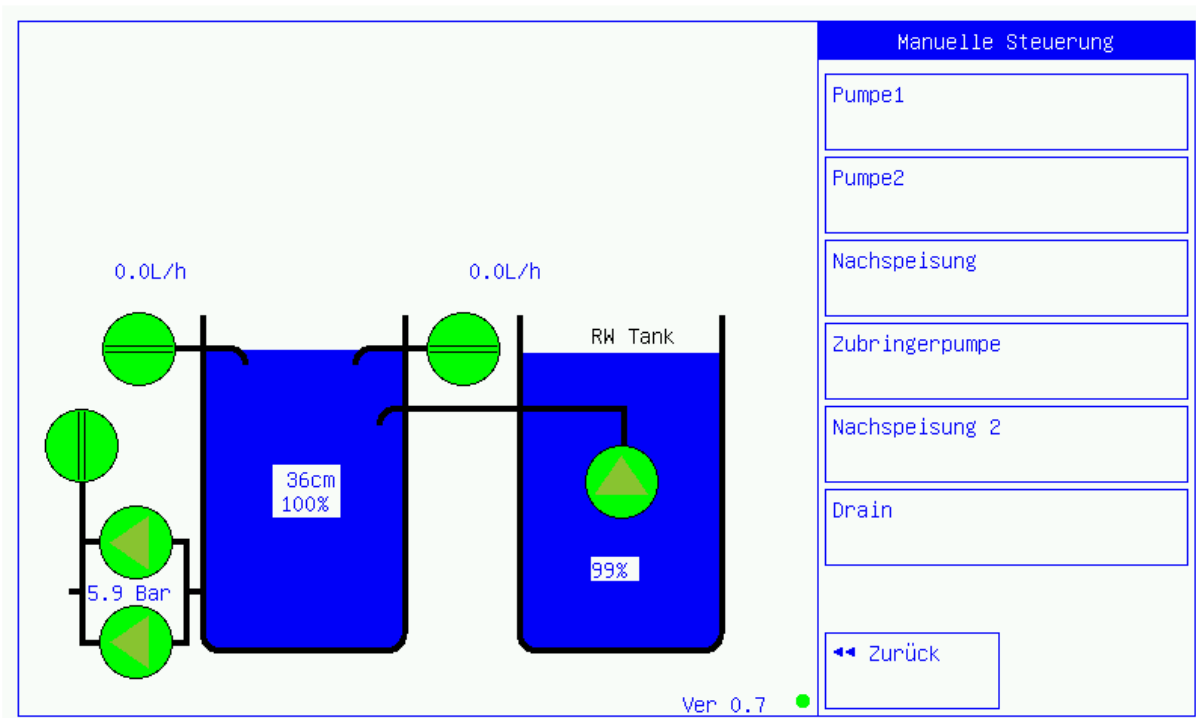 Manuelle Steuerung
Pumpe1
Pumpe2
Nachspeisung
Zubringerpumpe
Nachspeisung 2
Drain
◄◄ Zurück
0.0L/h
0.0L/h
RW Tank
36cm
100%
99%
5.9 Bar
Ver 0.7